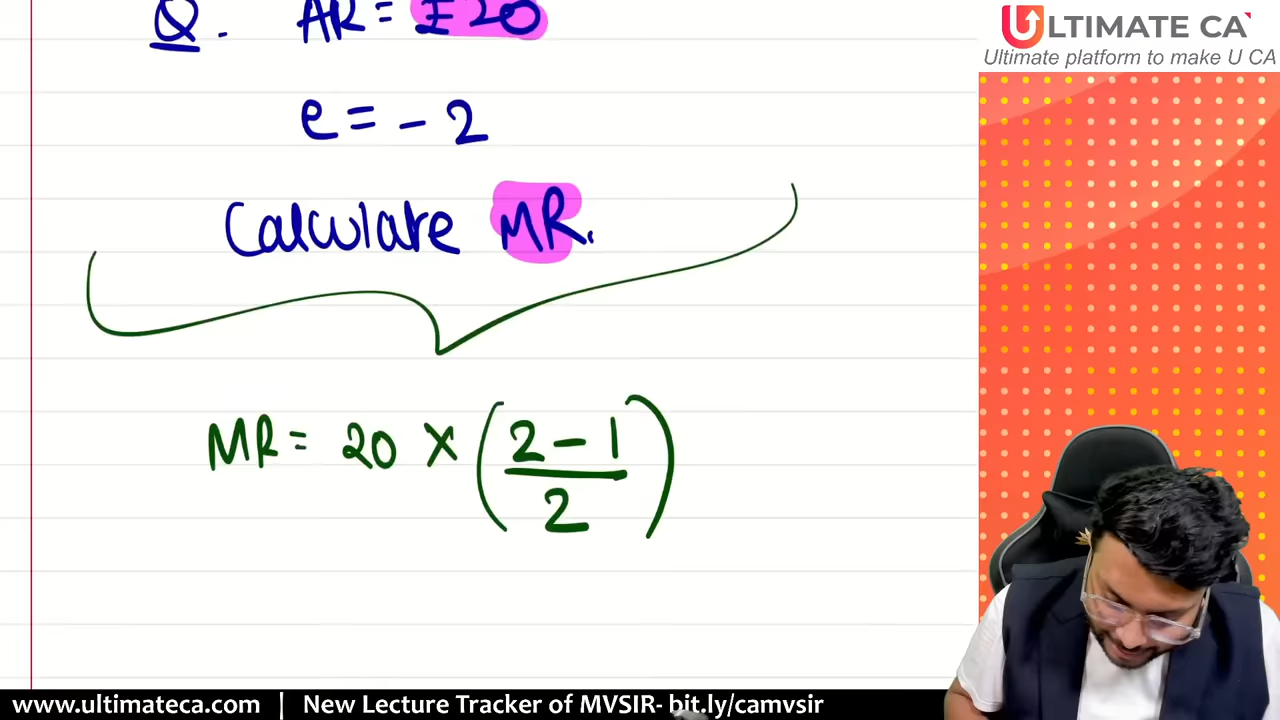 Q. AR = ₹20
e = - 2
Calculate MR.
MR = 20 × (2 - 1 / 2)
ULTIMATE CA
Ultimate platform to make U CA
www.ultimateca.com | New Lecture Tracker of MVSIR- bit.ly/camvsir